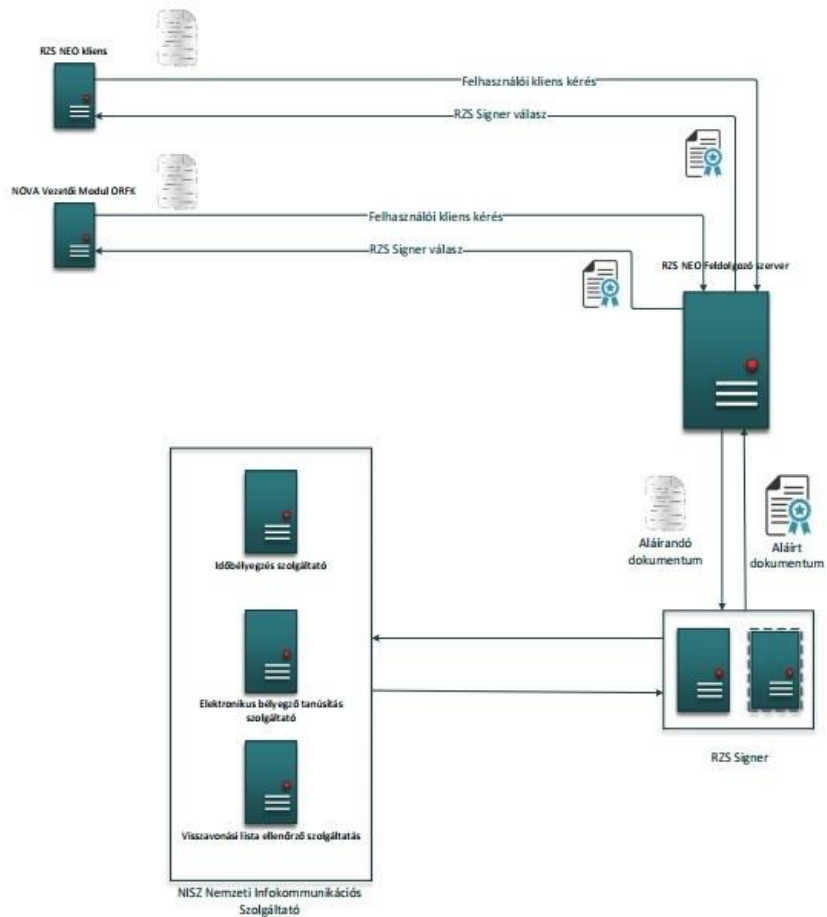 RZS NEO kliens
Felhasználói kliens kérés
RZS Signer válasz
NOVA Vezetői Modul ORFK
Felhasználói kliens kérés
RZS Signer válasz
RZS NEO Feldolgozó szerver
Aláírandó
dokumentum
Aláírt
dokumentum
Időbélyegzés szolgáltató
Elektronikus bélyegző tanúsítás
szolgáltató
Visszavonási lista ellenőrző szolgáltatás
RZS Signer
NISZ Nemzeti Infokommunikációs
Szolgáltató